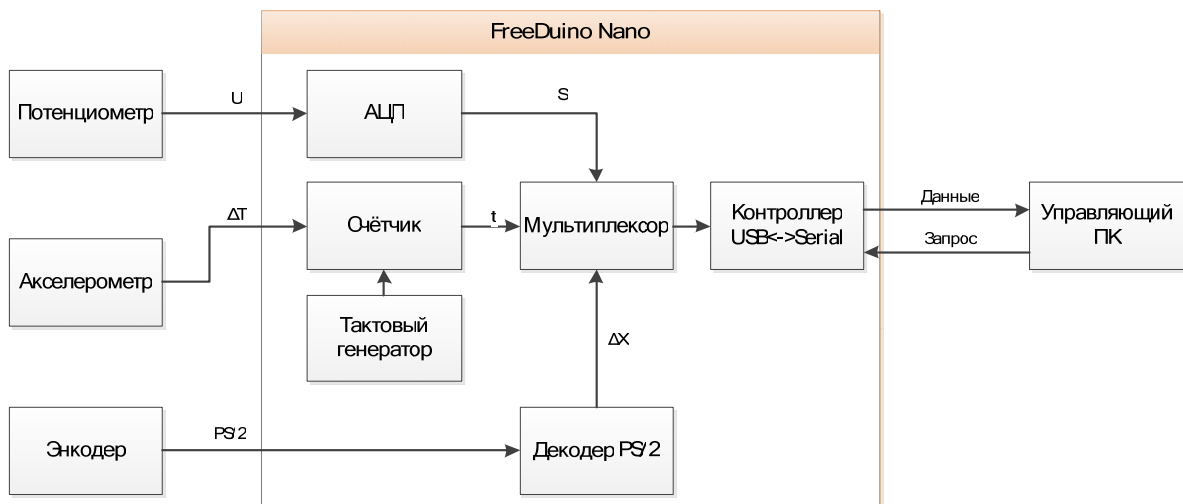 FreeDuino Nano
Потенциометр
U
АЦП
S
Акселерометр
ΔT
Счётчик
t
Мультиплексор
Контроллер
USB<->Serial
Данные
Запрос
Управляющий
ПК
Тактовый
генератор
ΔX
Энкодер
PS/2
Декодер PS/2